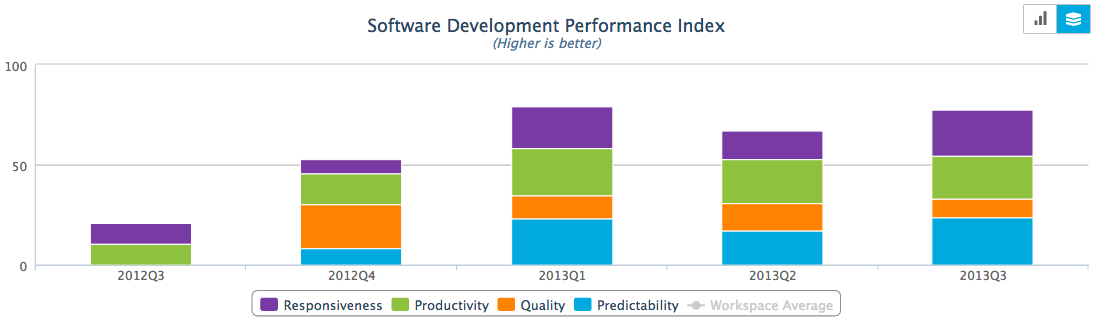 Software Development Performance Index
(Higher is better)
100
50
0
2012Q3 2012Q4 2013Q1 2013Q2 2013Q3
Responsiveness Productivity Quality Predictability Workspace Average